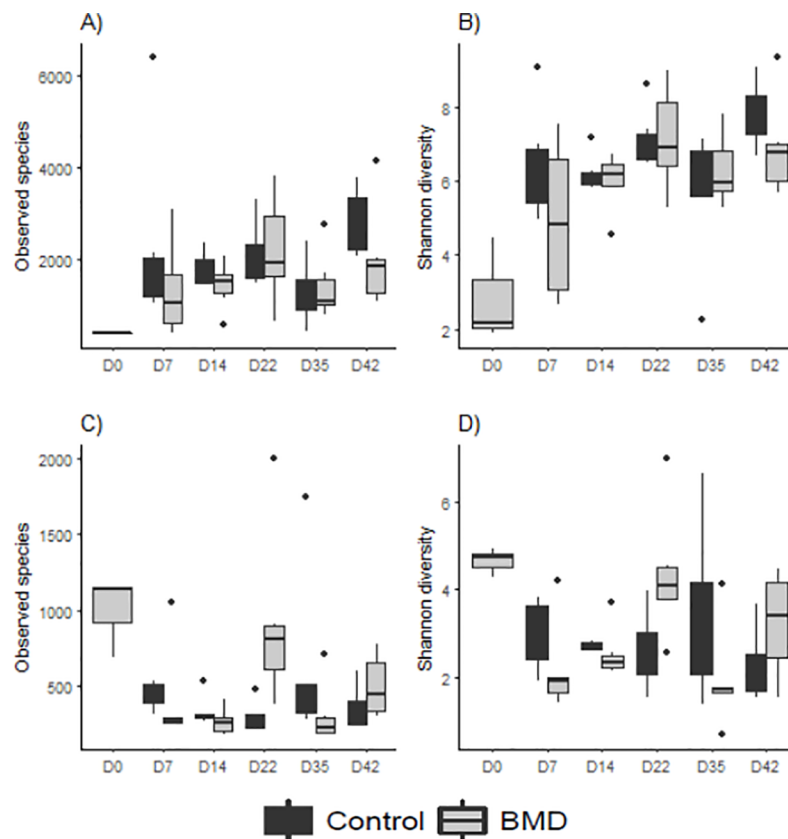 A)
Observed species
6000
4000
2000
D0 D7 D14 D22 D35 D42
B)
Shannon diversity
8
6
4
2
D0 D7 D14 D22 D35 D42
C)
Observed species
2000
1500
1000
500
D0 D7 D14 D22 D35 D42
D)
Shannon diversity
6
4
2
D0 D7 D14 D22 D35 D42
Control BMD